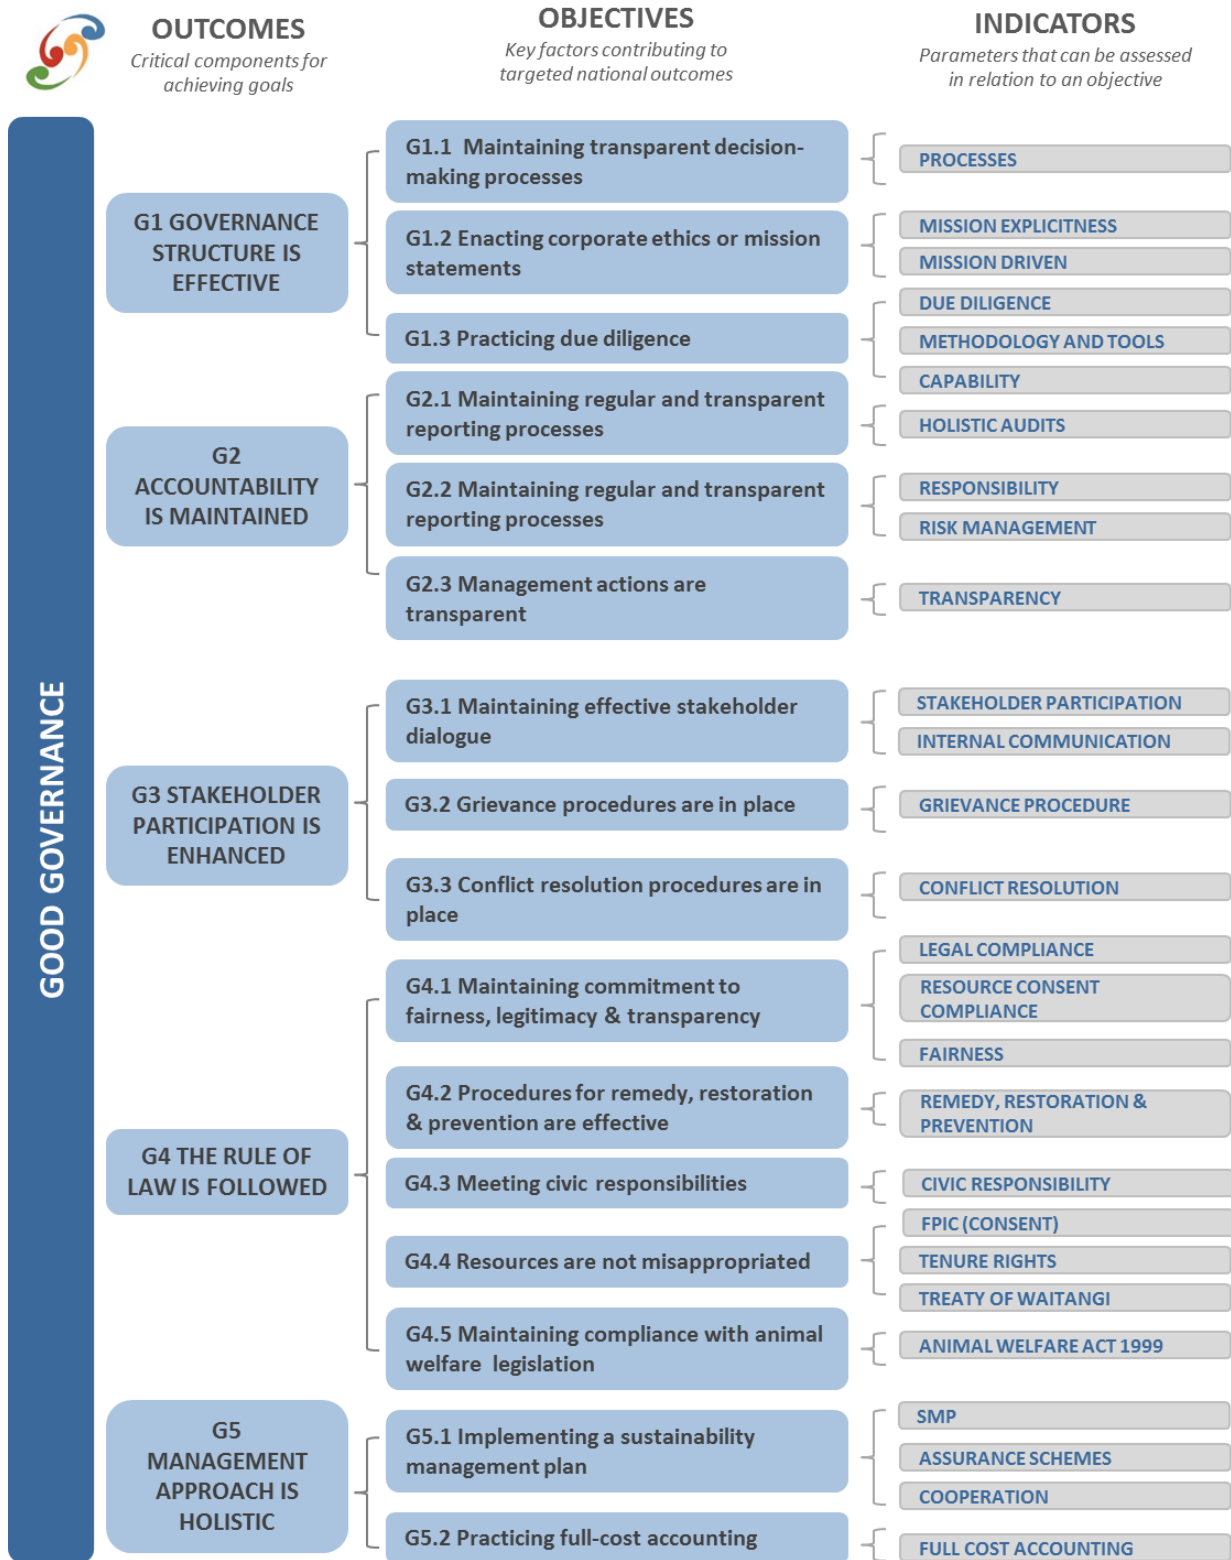 OUTCOMES
Critical components for
achieving goals
OBJECTIVES
Key factors contributing to
targeted national outcomes
INDICATORS
Parameters that can be assessed
in relation to an objective
GOOD GOVERNANCE
G1 GOVERNANCE
STRUCTURE IS
EFFECTIVE
G1.1 Maintaining transparent decision-
making processes
PROCESSES
G1.2 Enacting corporate ethics or mission
statements
MISSION EXPLICITNESS
MISSION DRIVEN
G1.3 Practicing due diligence
DUE DILIGENCE
METHODOLOGY AND TOOLS
CAPABILITY
G2
ACCOUNTABILITY
IS MAINTAINED
G2.1 Maintaining regular and transparent
reporting processes
HOLISTIC AUDITS
G2.2 Maintaining regular and transparent
reporting processes
RESPONSIBILITY
RISK MANAGEMENT
G2.3 Management actions are
transparent
TRANSPARENCY
G3 STAKEHOLDER
PARTICIPATION IS
ENHANCED
G3.1 Maintaining effective stakeholder
dialogue
STAKEHOLDER PARTICIPATION
INTERNAL COMMUNICATION
G3.2 Grievance procedures are in place
GRIEVANCE PROCEDURE
G3.3 Conflict resolution procedures are in
place
CONFLICT RESOLUTION
G4 THE RULE OF
LAW IS FOLLOWED
G4.1 Maintaining commitment to
fairness, legitimacy & transparency
LEGAL COMPLIANCE
RESOURCE CONSENT
COMPLIANCE
FAIRNESS
G4.2 Procedures for remedy, restoration
& prevention are effective
REMEDY, RESTORATION &
PREVENTION
G4.3 Meeting civic responsibilities
CIVIC RESPONSIBILITY
G4.4 Resources are not misappropriated
FPIC (CONSENT)
TENURE RIGHTS
TREATY OF WAITANGI
G4.5 Maintaining compliance with animal
welfare legislation
ANIMAL WELFARE ACT 1999
G5
MANAGEMENT
APPROACH IS
HOLISTIC
G5.1 Implementing a sustainability
management plan
SMP
ASSURANCE SCHEMES
COOPERATION
G5.2 Practicing full-cost accounting
FULL COST ACCOUNTING